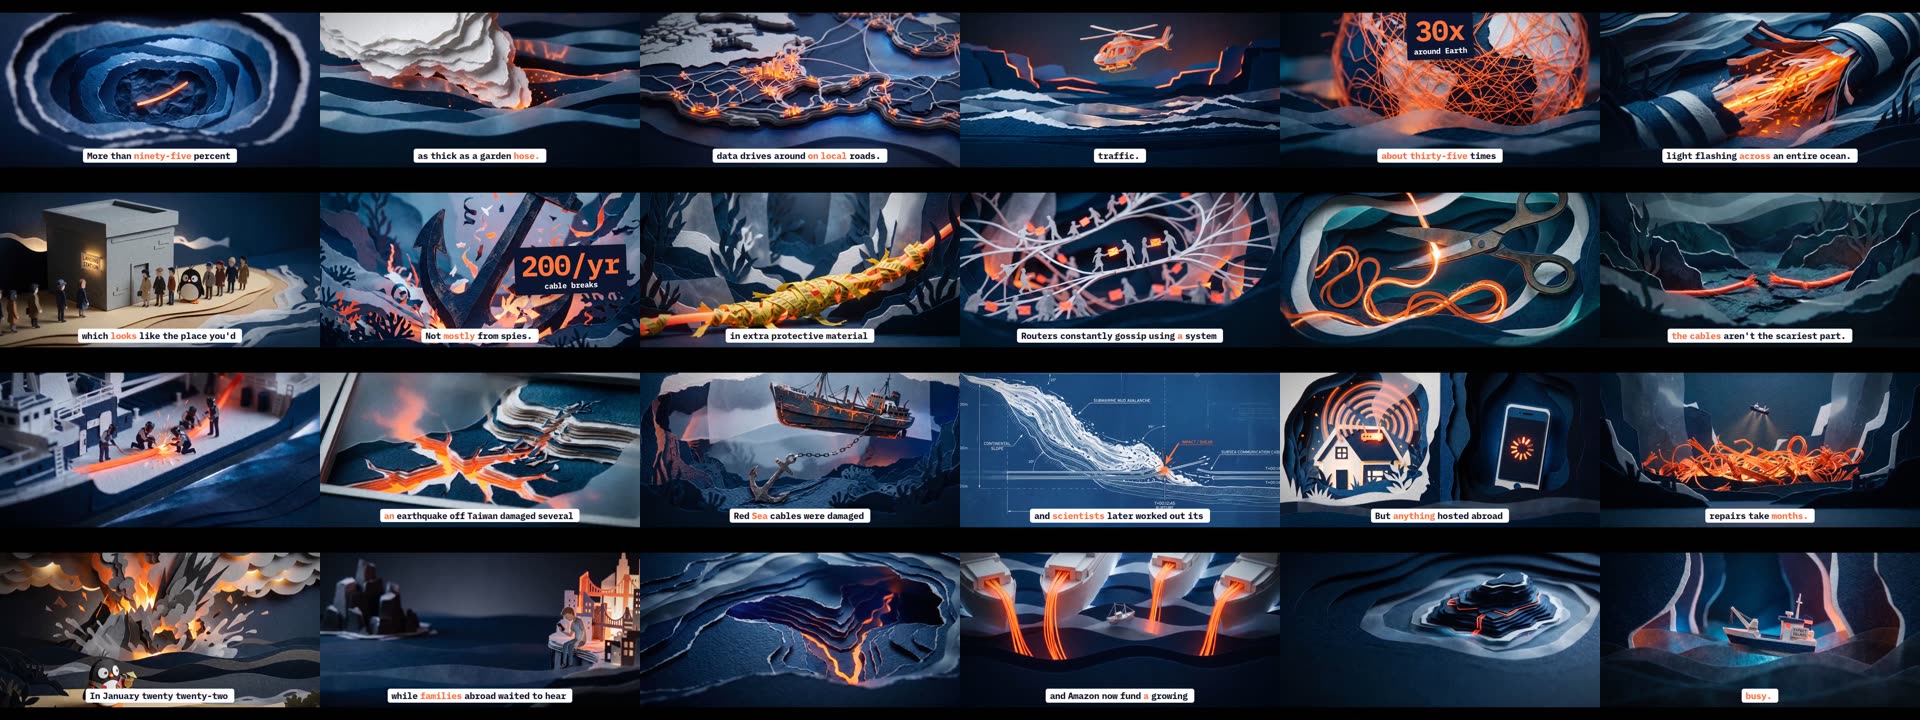 More than ninety-five percent
as thick as a garden hose.
data drives around on local roads.
traffic.
30x
around Earth
about thirty-five times
light flashing across an entire ocean.
STATION
which looks like the place you'd
200/yr
cable breaks
Not mostly from spies.
in extra protective material
Routers constantly gossip using a system
the cables aren't the scariest part.
an earthquake off Taiwan damaged several
Red Sea cables were damaged
SUBMARINE MUD AVALANCHE
CONTINENTAL
SLOPE
IMPACT / BREAK
and scientists later worked out its
But anything hosted abroad
repairs take months.
In January twenty twenty-two
while families abroad waited to hear
and Amazon now fund a growing
busy.